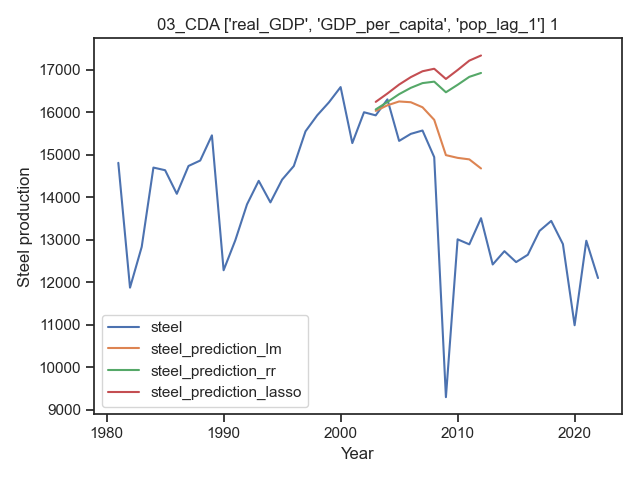 03_CDA ['real_GDP', 'GDP_per_capita', 'pop_lag_1'] 1
17000
16000
15000
14000
13000
12000
11000
10000
9000
Steel production
steel
steel_prediction_lm
steel_prediction_rr
steel_prediction_lasso
1980
1990
2000
2010
2020
Year